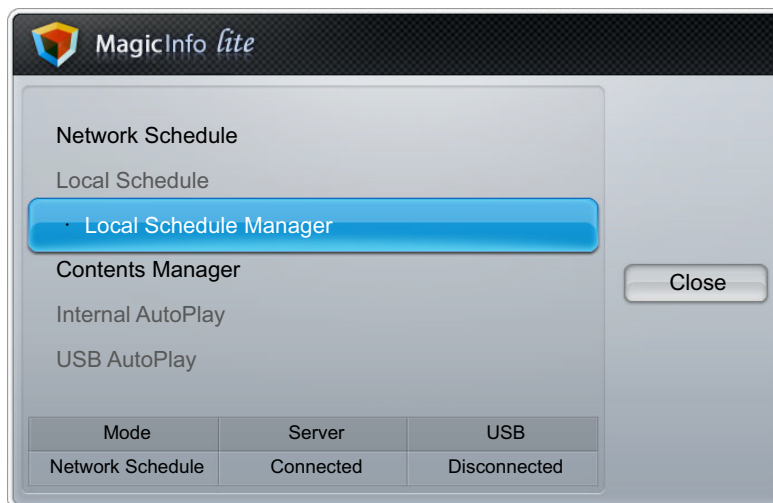 MagicInfo lite
Network Schedule
Local Schedule
· Local Schedule Manager
Contents Manager
Close
Internal AutoPlay
USB AutoPlay
Mode Server USB
Network Schedule Connected Disconnected